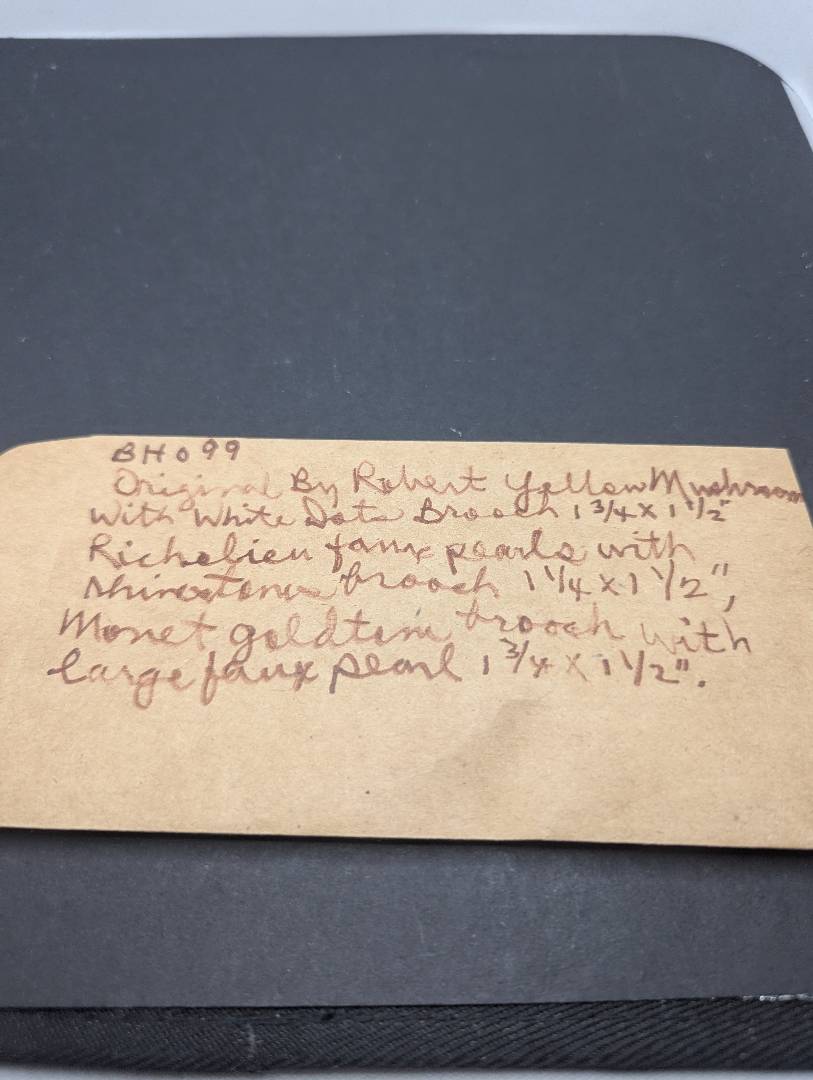 BH099
Original By Robert Yellow Mushroom
With White Dots Brooch 1 3/4 x 1 1/2"
Richelieu faux pearls with
rhinestones brooch 1 1/4 x 1 1/2",
Monet goldtone brooch with
large faux pearl 1 3/4 x 1 1/2".